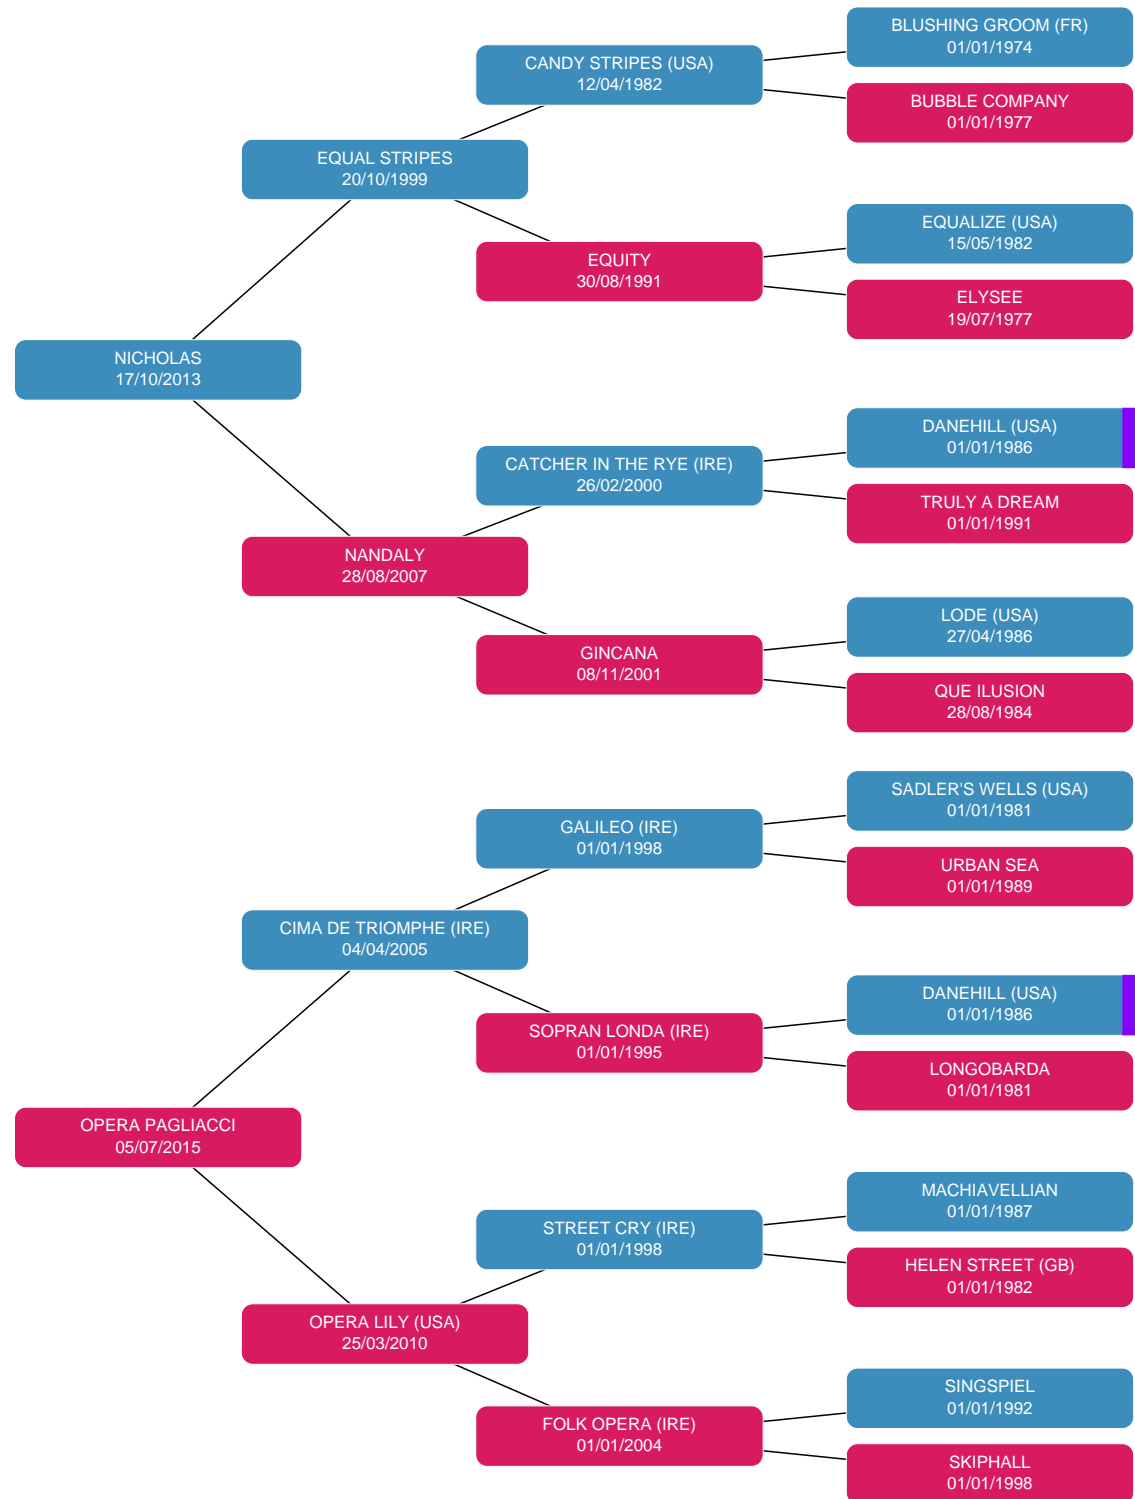 BLUSHING GROOM (FR)
01/01/1974
CANDY STRIPES (USA)
12/04/1982
BUBBLE COMPANY
01/01/1977
EQUAL STRIPES
20/10/1999
EQUALIZE (USA)
15/05/1982
EQUITY
30/08/1991
ELYSEE
19/07/1977
NICHOLAS
17/10/2013
DANEHILL (USA)
01/01/1986
CATCHER IN THE RYE (IRE)
26/02/2000
TRULY A DREAM
01/01/1991
NANDALY
28/08/2007
LODE (USA)
27/04/1986
GINCANA
08/11/2001
QUE ILUSION
28/08/1984
SADLER'S WELLS (USA)
01/01/1981
GALILEO (IRE)
01/01/1998
URBAN SEA
01/01/1989
CIMA DE TRIOMPHE (IRE)
04/04/2005
DANEHILL (USA)
01/01/1986
SOPRAN LONDA (IRE)
01/01/1995
LONGOBARDA
01/01/1981
OPERA PAGLIACCI
05/07/2015
MACHIAVELLIAN
01/01/1987
STREET CRY (IRE)
01/01/1998
HELEN STREET (GB)
01/01/1982
OPERA LILY (USA)
25/03/2010
SINGSPIEL
01/01/1992
FOLK OPERA (IRE)
01/01/2004
SKIPHALL
01/01/1998